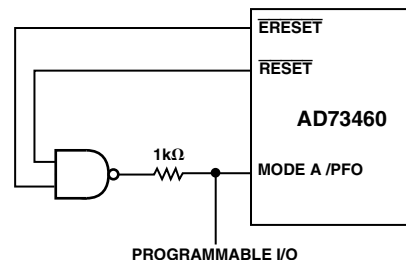 ERESET
RESET
AD73460
1kΩ
MODE A /PFO
PROGRAMMABLE I/O